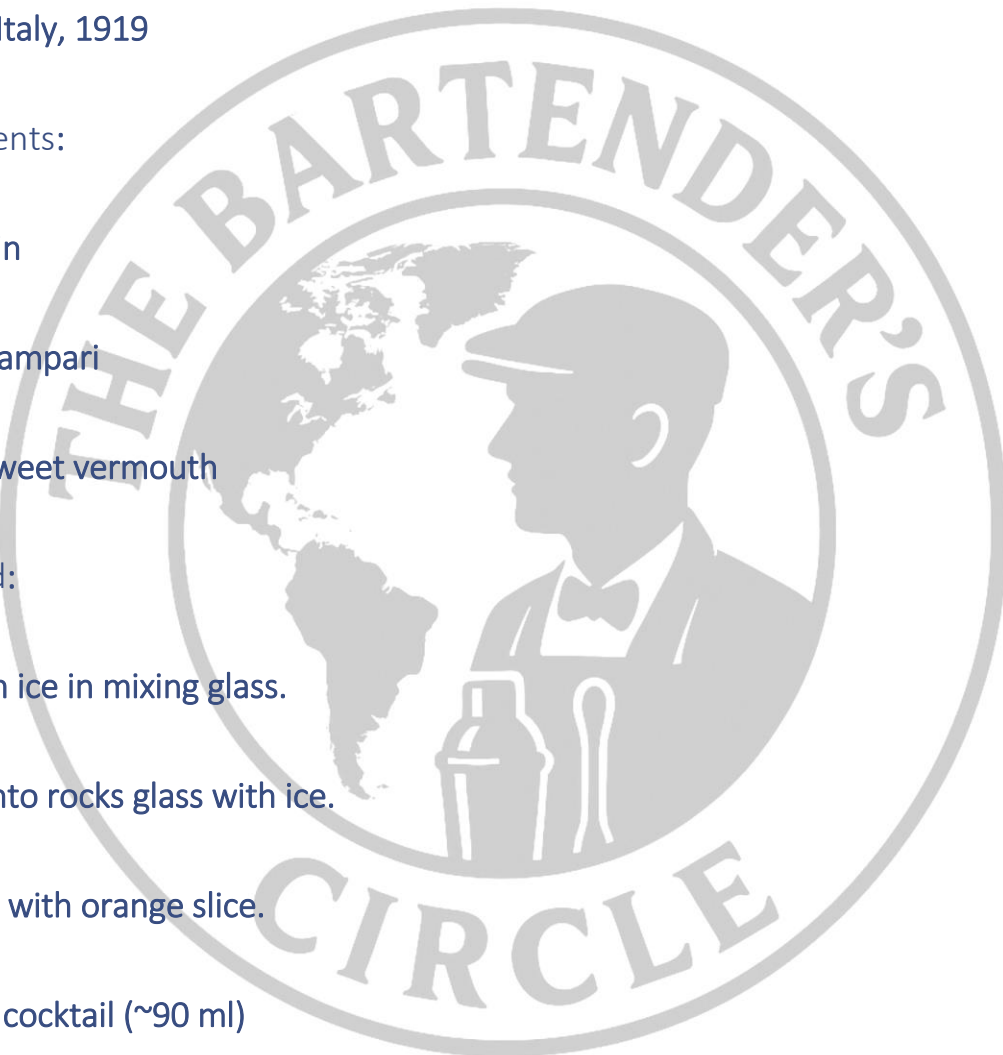 Italy, 1919
ents:
n
ampari
weet vermouth
d:
n ice in mixing glass.
nto rocks glass with ice.
with orange slice.
cocktail (~90 ml)
THE BARTENDER'S
CIRCLE